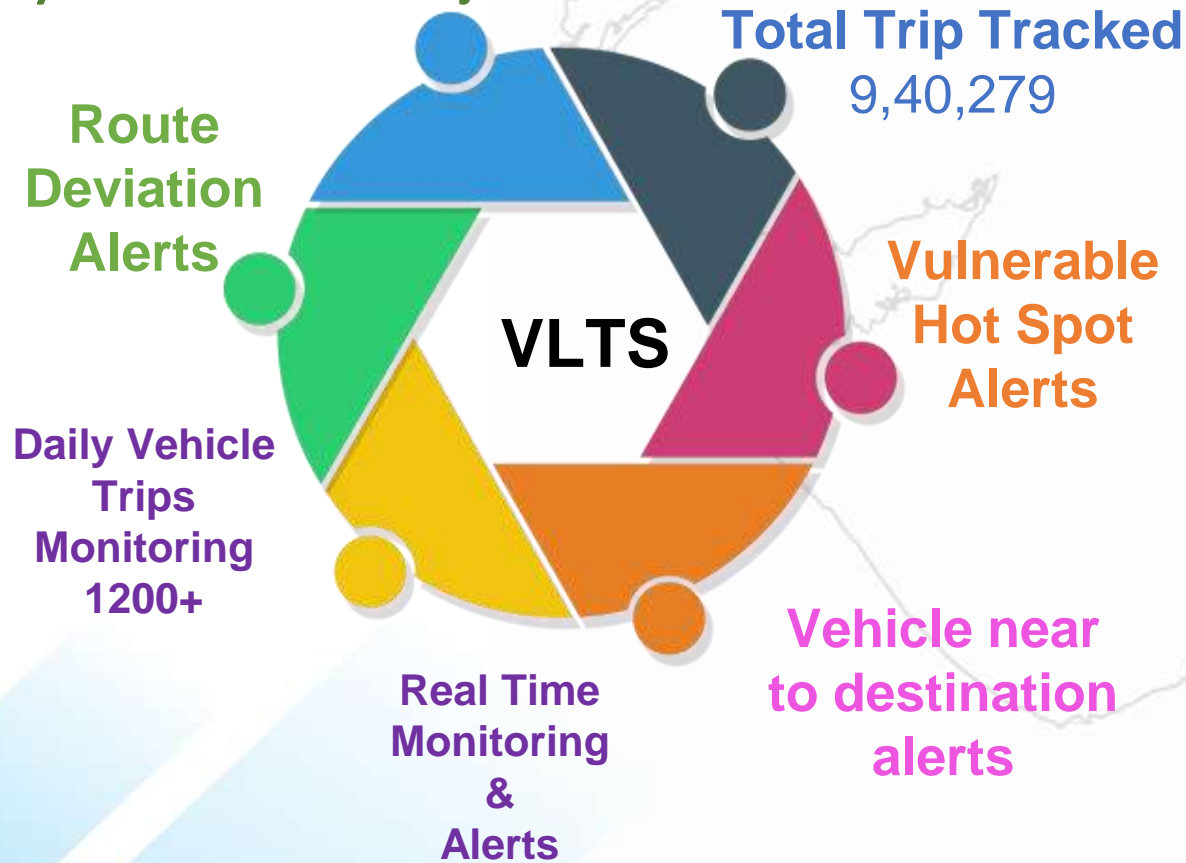 Total Trip Tracked
9,40,279
Route
Deviation
Alerts
VLTS
Vulnerable
Hot Spot
Alerts
Daily Vehicle
Trips
Monitoring
1200+
Vehicle near
to destination
alerts
Real Time
Monitoring
&
Alerts